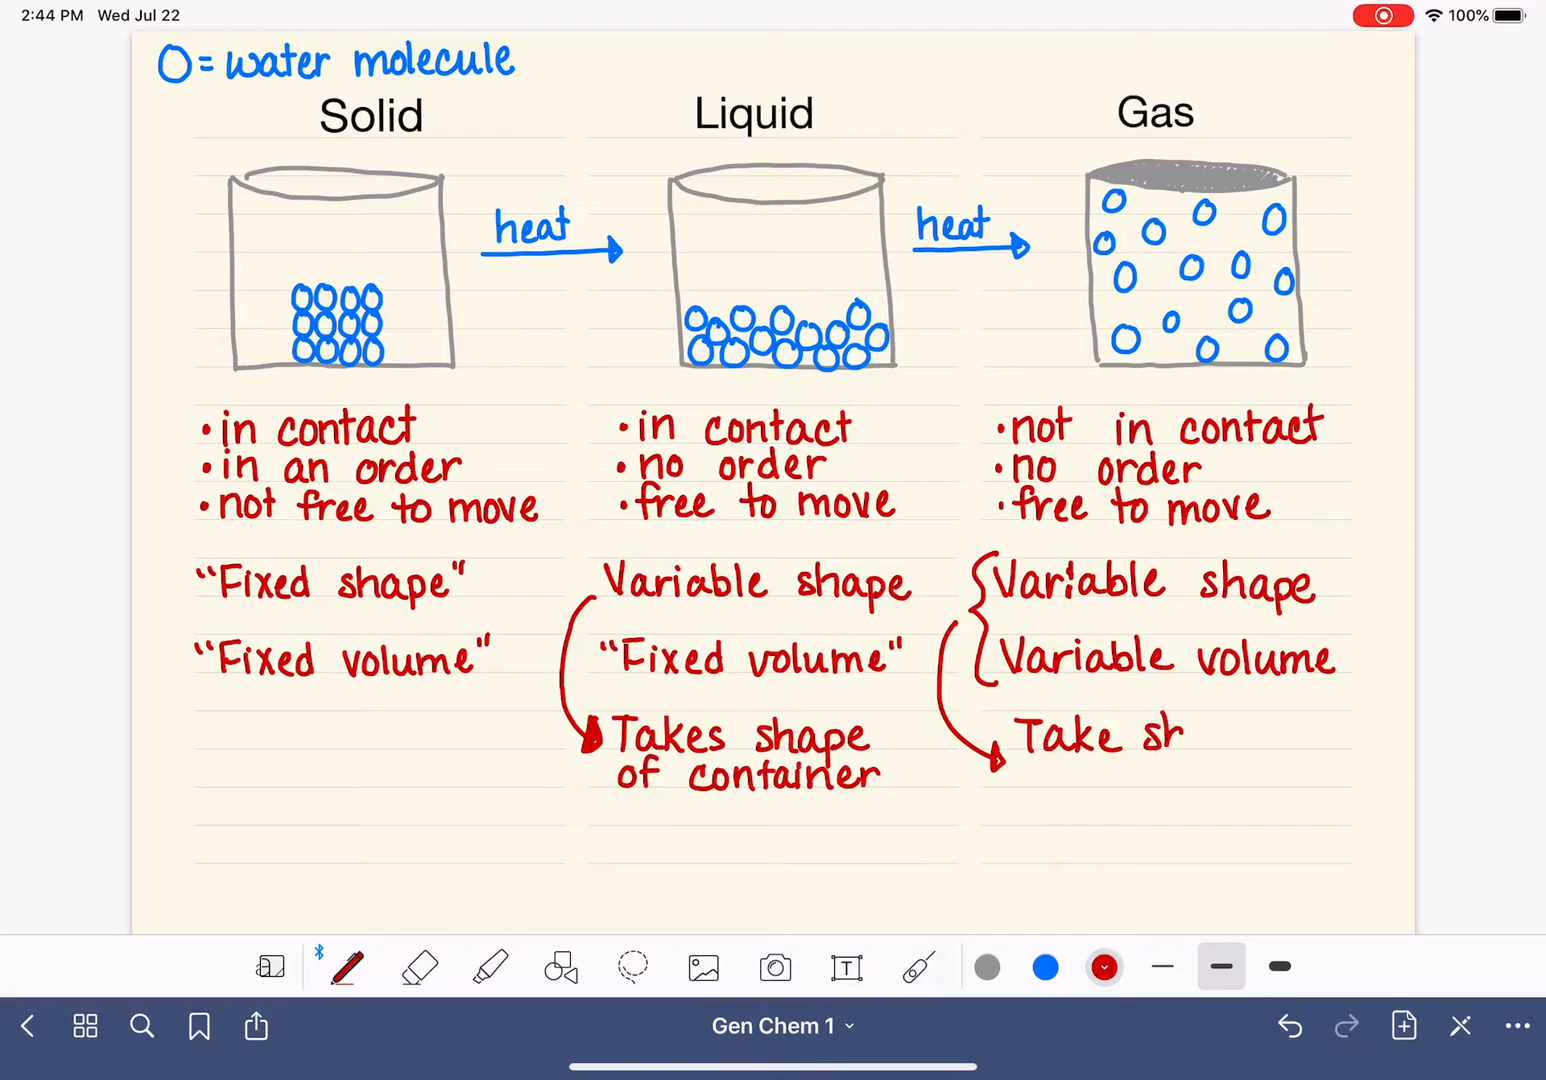 2:44 PM Wed Jul 22
100%
O = water molecule
Solid
Liquid
Gas
heat
heat
• in contact
• in an order
• not free to move
"Fixed shape"
"Fixed volume"
• in contact
• no order
• free to move
Variable shape
"Fixed volume"
Takes shape
of container
• not in contact
• no order
• free to move
Variable shape
Variable volume
Take sh
T
Gen Chem 1